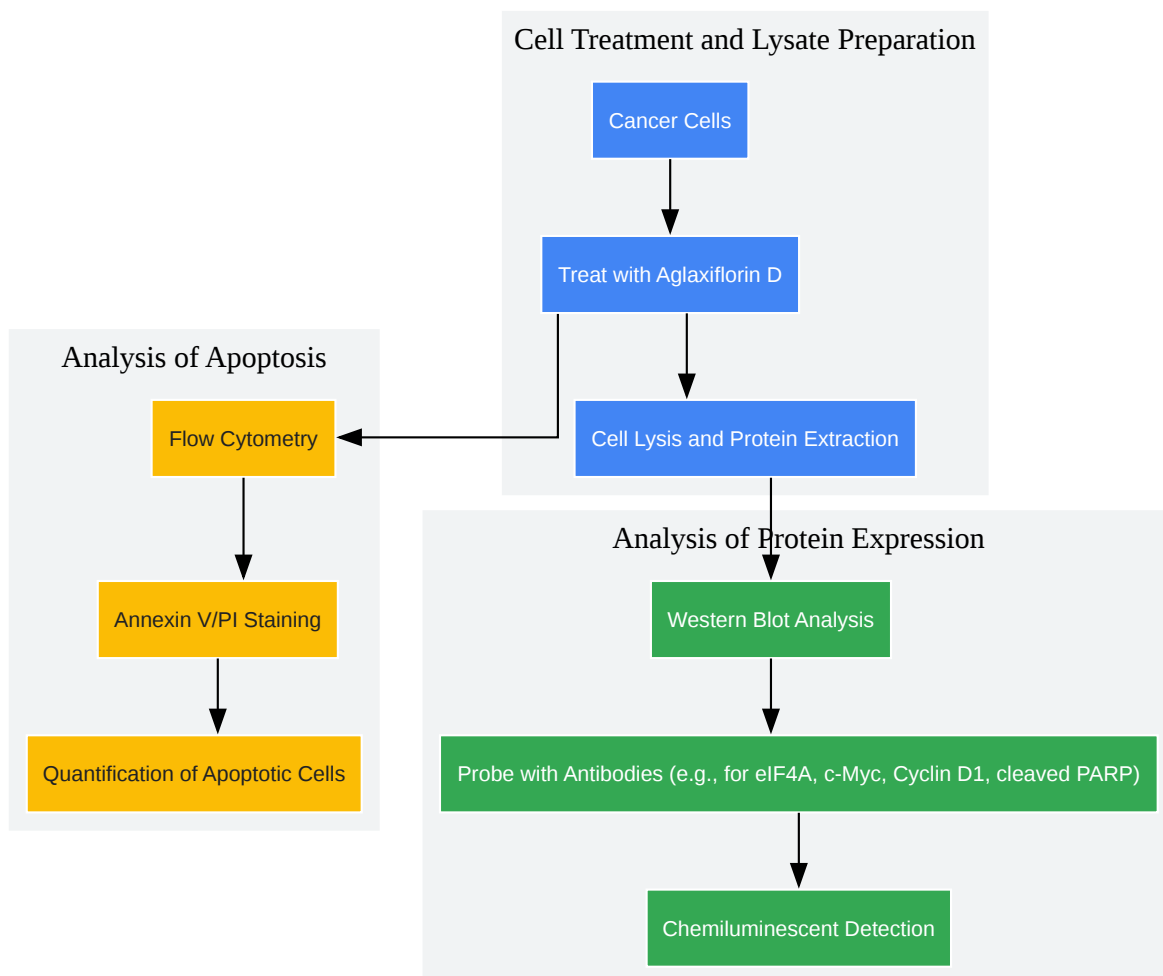 Cell Treatment and Lysate Preparation
Cancer Cells
Treat with Aglaxiflorin D
Cell Lysis and Protein Extraction
Analysis of Apoptosis
Flow Cytometry
Annexin V/PI Staining
Quantification of Apoptotic Cells
Analysis of Protein Expression
Western Blot Analysis
Probe with Antibodies (e.g., for eIF4A, c-Myc, Cyclin D1, cleaved PARP)
Chemiluminescent Detection